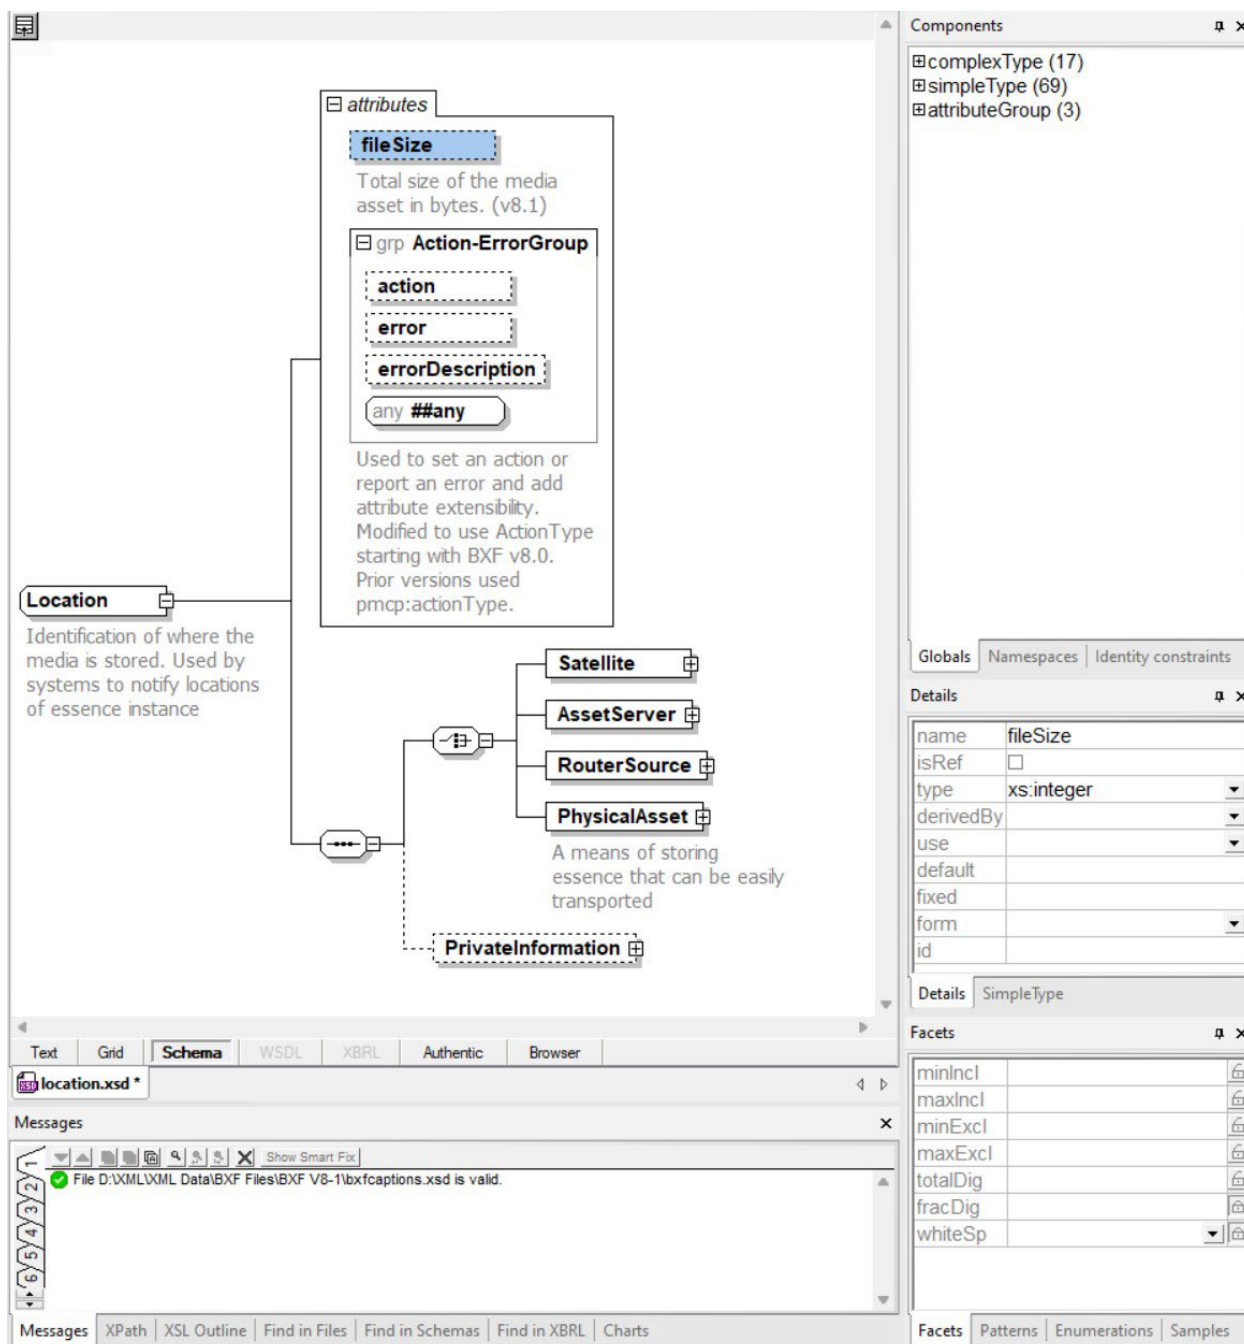 attributes
fileSize
Total size of the media
asset in bytes. (v8.1)
grp Action-ErrorGroup
action
error
errorDescription
any ##any
Used to set an action or
report an error and add
attribute extensibility.
Modified to use ActionType
starting with BXF v8.0.
Prior versions used
pmcp:actionType.
Location
Identification of where the
media is stored. Used by
systems to notify locations
of essence instance
Satellite
AssetServer
RouterSource
PhysicalAsset
A means of storing
essence that can be easily
transported
PrivateInformation
Text Grid Schema WSDL XBRL Authentic Browser
location.xsd *
Messages
Show Smart Fix
1
2
3
4
5
6
File D:\XML\XML Data\BXF Files\BXF V8-1\bxfcaptions.xsd is valid.
Messages XPath XSL Outline Find in Files Find in Schemas Find in XBRL Charts
Components
complexType (17)
simpleType (69)
attributeGroup (3)
Globals Namespaces Identity constraints
Details
name fileSize
isRef
type xs:integer
derivedBy
use
default
fixed
form
id
Details SimpleType
Facets
minIncl
maxIncl
minExcl
maxExcl
totalDig
fracDig
whiteSp
Facets Patterns Enumerations Samples